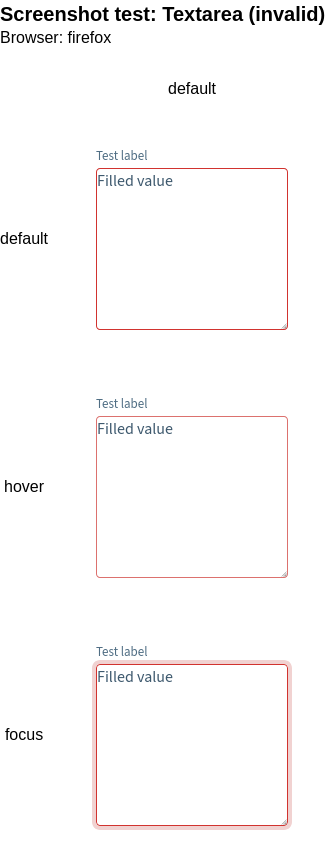 Screenshot test: Textarea (invalid)
Browser: firefox
default
Test label
Filled value
default
Test label
Filled value
hover
Test label
Filled value
focus